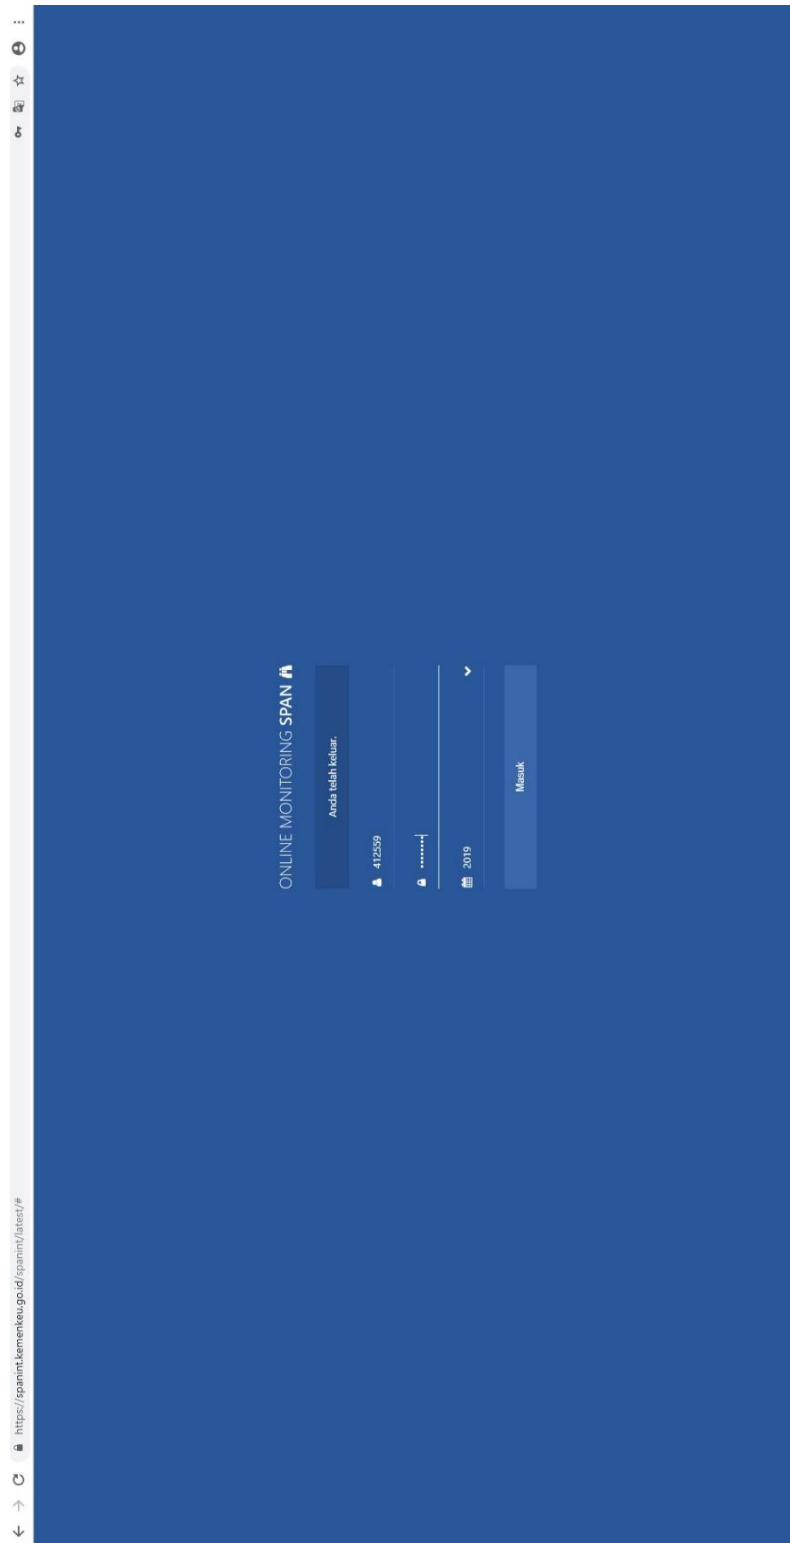 https://spanint.kemenkeu.go.id/spanint/latest/#
ONLINE MONITORING SPAN
Anda telah keluar.
412559
••••••••
2019
Masuk